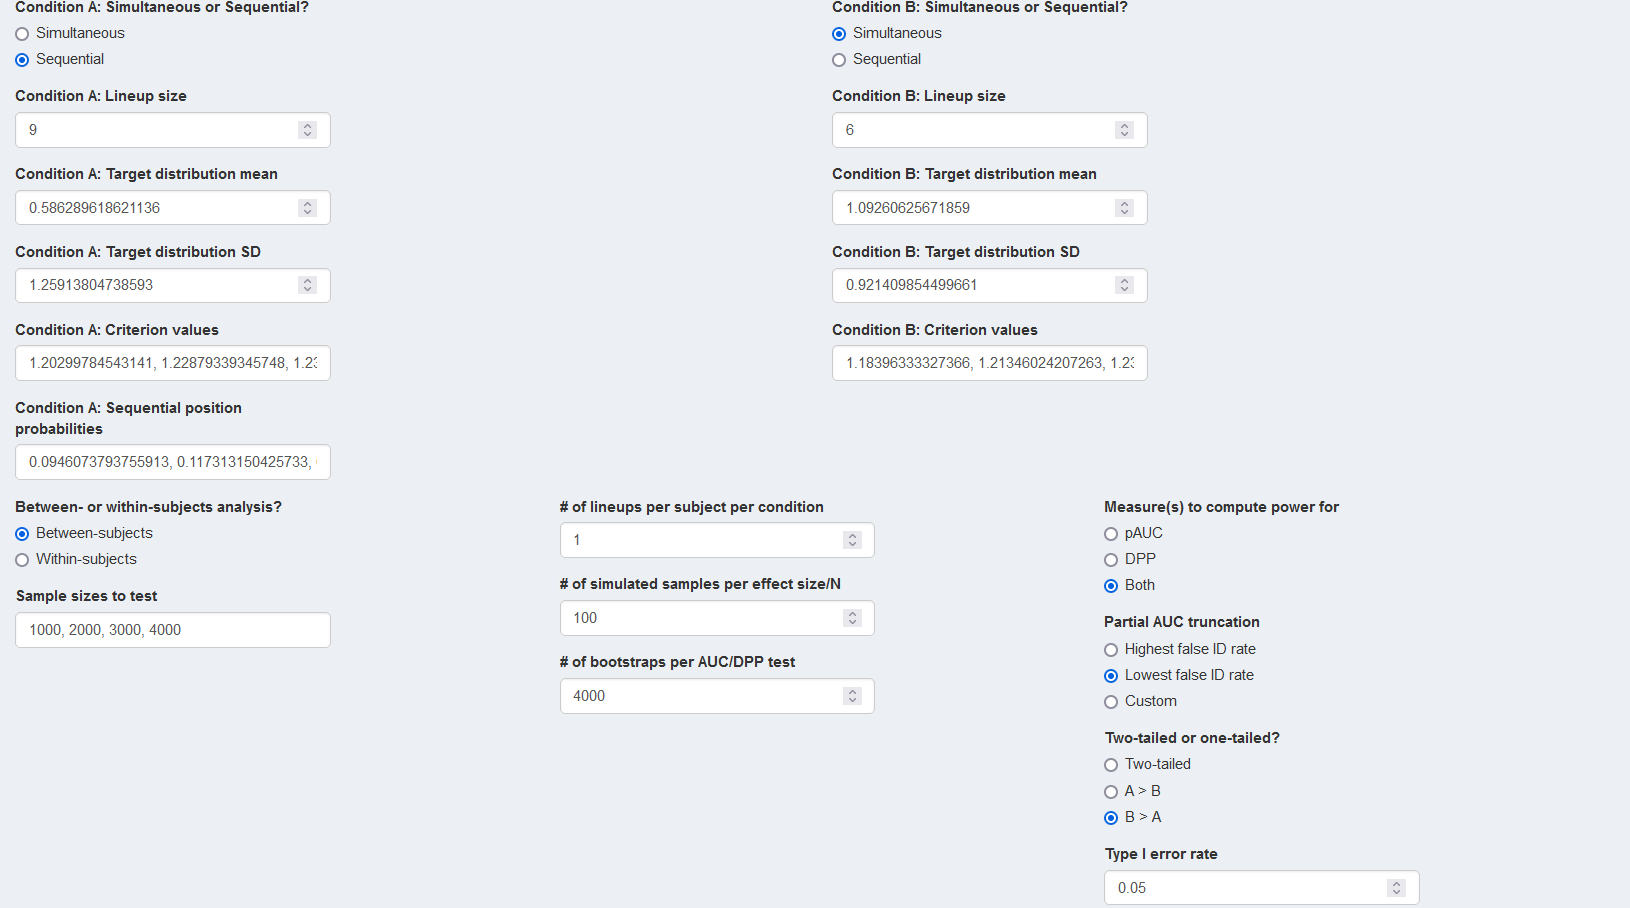 Condition A: Simultaneous or Sequential?
Simultaneous
Sequential
Condition A: Lineup size
9
Condition A: Target distribution mean
0.586289618621136
Condition A: Target distribution SD
1.25913804738593
Condition A: Criterion values
1.20299784543141, 1.22879339345748, 1.23
Condition A: Sequential position
probabilities
0.0946073793755913, 0.117313150425733,
Condition B: Simultaneous or Sequential?
Simultaneous
Sequential
Condition B: Lineup size
6
Condition B: Target distribution mean
1.09260625671859
Condition B: Target distribution SD
0.921409854499661
Condition B: Criterion values
1.18396333327366, 1.21346024207263, 1.23
Between- or within-subjects analysis?
Between-subjects
Within-subjects
Sample sizes to test
1000, 2000, 3000, 4000
# of lineups per subject per condition
1
# of simulated samples per effect size/N
100
# of bootstraps per AUC/DPP test
4000
Measure(s) to compute power for
pAUC
DPP
Both
Partial AUC truncation
Highest false ID rate
Lowest false ID rate
Custom
Two-tailed or one-tailed?
Two-tailed
A > B
B > A
Type I error rate
0.05